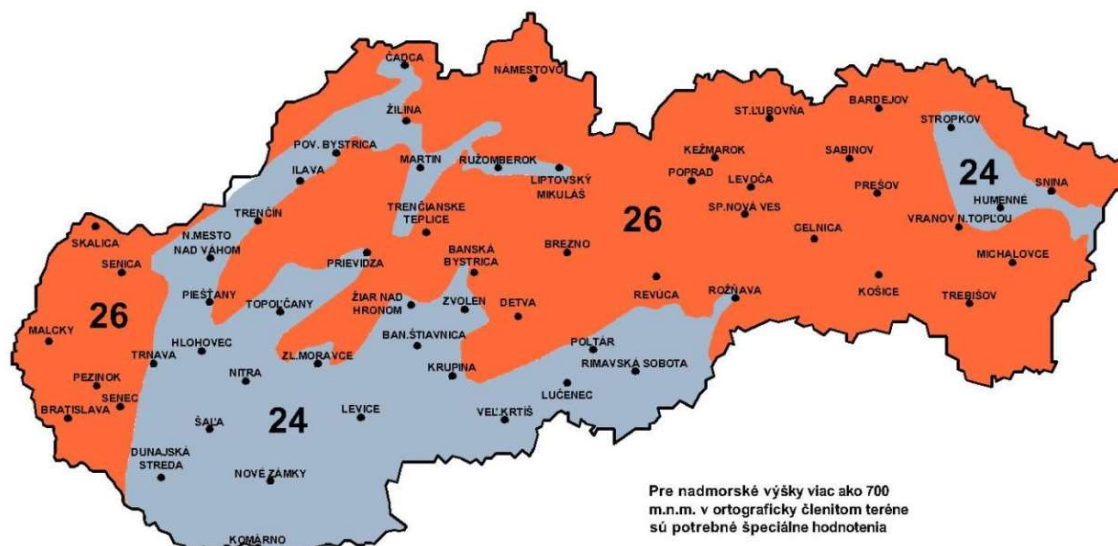 ČADCA
NÁMESTOVO
ŽILINA
ST.ĽUBOVŇA
BARDEJOV
STROPKOV
POV. BYSTRICA
MARTIN
RUŽOMBEROK
KEŽMAROK
SABINOV
ILAVA
LIPTOVSKÝ
MIKULÁŠ
POPRAD
LEVOČA
PREŠOV
24
SNINA
HUMENNÉ
TRENČÍN
TRENČIANSKE
TEPLICE
26
SP.NOVÁ VES
VRANOV N.TOPĽOU
SKALICA
N.MESTO
NAD VÁHOM
PRIEVIDZA
BANSKÁ
BYSTRICA
BREZNO
CELNICA
SENICA
MICHALOVCE
PIEŠŤANY
TOPOĽČANY
ŽIAR NAD
HRONOM
ZVOLEN
DETVA
REVÚCA
ROŽŇAVA
KOŠICE
TREBIŠOV
26
MALCKY
HLOHOVEC
BAN.ŠTIAVNICA
POLTÁR
TRNAVA
ZL.MORAVCE
RIMAVSKÁ SOBOTA
PEZINOK
NITRA
KRUPINA
LUČENEC
SENEC
BRATISLAVA
ŠAĽA
24
LEVICE
VEĽ.KRTÍŠ
DUNAJSKÁ
STREDA
NOVÉ ZÁMKY
KOMÁRNO
Pre nadmorské výšky viac ako 700
m.n.m. v ortograficky členitom teréne
sú potrebné špeciálne hodnotenia